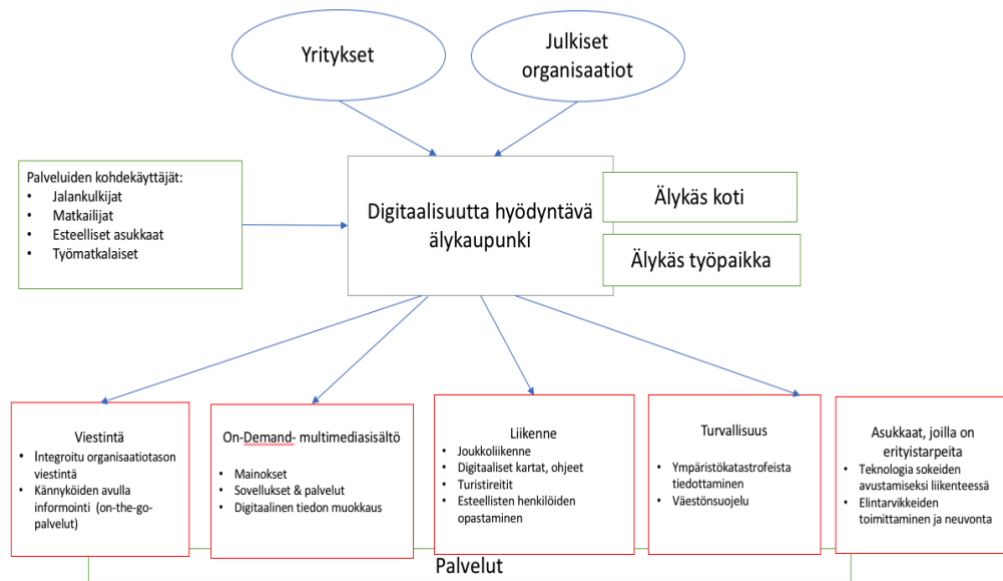 Yritykset
Julkiset
organisaatiot
Palveluiden kohdekäyttäjät:
• Jalankulkijat
• Matkailijat
• Esteelliset asukkaat
• Työmatkalaiset
Digitaalisuutta hyödyntävä
älykaupunki
Älykäs koti
Älykäs työpaikka
Viestintä
• Integroitu organisaatiotason
viestintä
• Kännyköiden avulla
informointi (on-the-go-
palvelut)
On-Demand- multimediasisältö
• Mainokset
• Sovellukset & palvelut
• Digitaalinen tiedon muokkaus
Liikenne
• Joukkoliikenne
• Digitaaliset kartat, ohjeet
• Turistireitit
• Esteellisten henkilöiden
opastaminen
Turvallisuus
• Ympäristökatastrofeista
tiedottaminen
• Väestönsuojelu
Asukkaat, joilla on
erityistarpeita
• Teknologia sokeiden
avustamiseksi liikenteessä
• Elintarvikkeiden
toimittaminen ja neuvonta
Palvelut